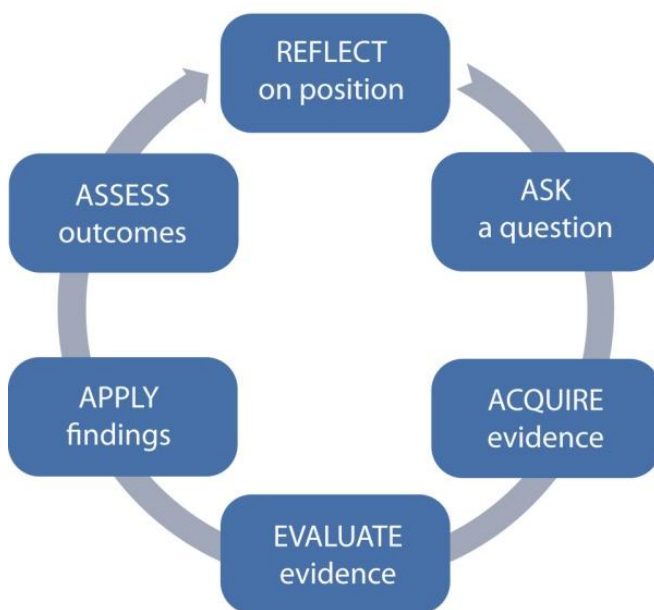 REFLECT
on position
ASK
a question
ACQUIRE
evidence
EVALUATE
evidence
APPLY
findings
ASSESS
outcomes